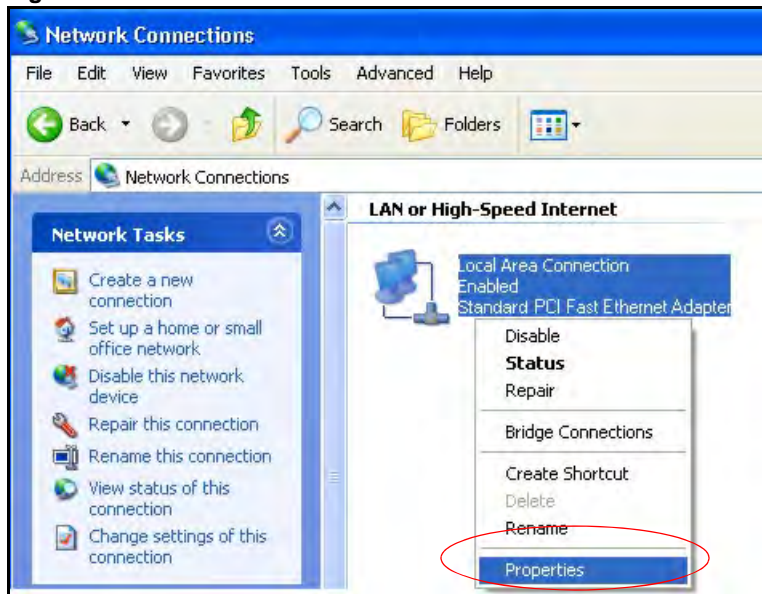 Network Connections
File Edit View Favorites Tools Advanced Help
Back Search Folders
Address Network Connections
Network Tasks
Create a new
connection
Set up a home or small
office network
Disable this network
device
Repair this connection
Rename this connection
View status of this
connection
Change settings of this
connection
LAN or High-Speed Internet
Local Area Connection
Enabled
Standard PCI Fast Ethernet Adapter
Disable
Status
Repair
Bridge Connections
Create Shortcut
Delete
Rename
Properties